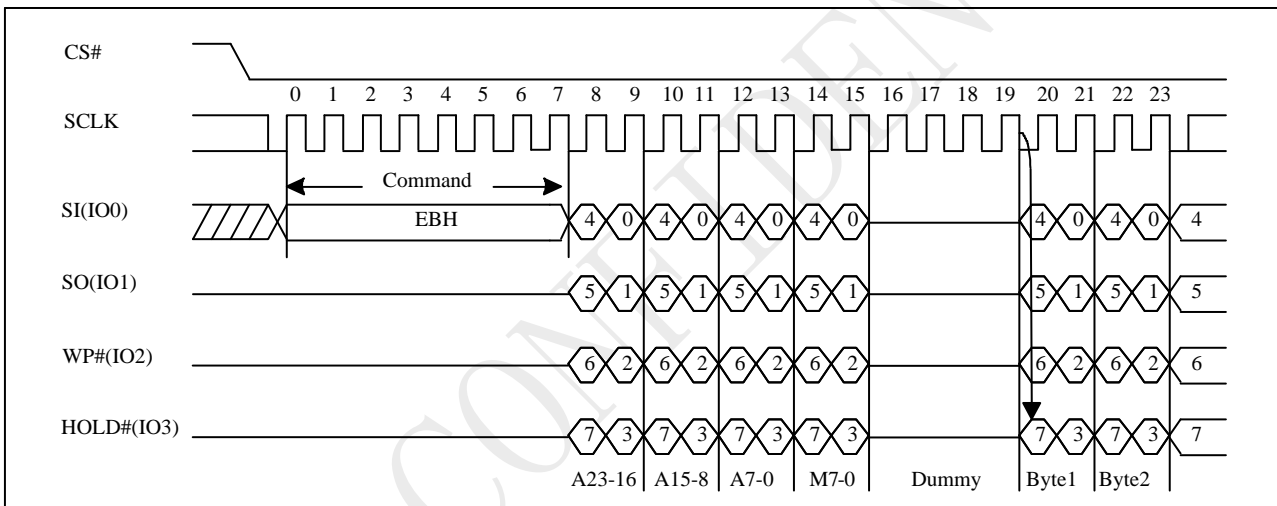 CS#
0 1 2 3 4 5 6 7 8 9 10 11 12 13 14 15 16 17 18 19 20 21 22 23
SCLK
Command
SI(IO0) EBH 4 0 4 0 4 0 4 0 4 0 4 0 4
SO(IO1) 5 1 5 1 5 1 5 1 5 1 5 1 5
WP#(IO2) 6 2 6 2 6 2 6 2 6 2 6 2 6
HOLD#(IO3) 7 3 7 3 7 3 7 3 7 3 7 3 7
A23-16 A15-8 A7-0 M7-0 Dummy Byte1 Byte2
CONFIDEN